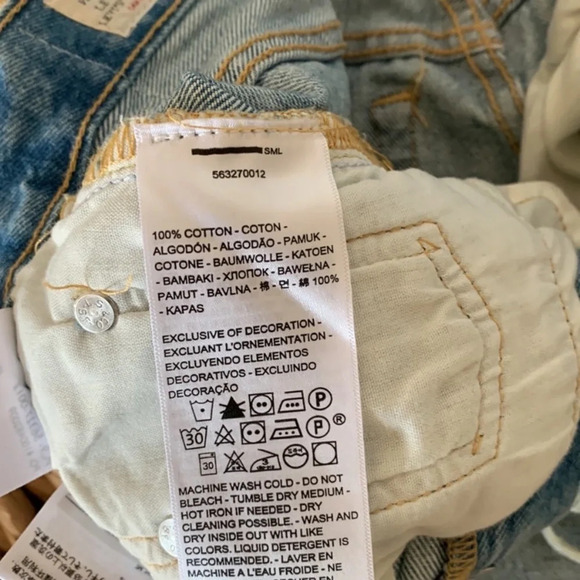 SML
563270012
100% COTTON - COTON -
ALGODÓN - ALGODÃO - PAMUK -
COTONE - BAUMWOLLE - KATOEN
- BAMBAKI - ХЛОПОК - BAWEŁNA -
PAMUT - BAVLNA - 棉 - 면 - 綿 100%
- KAPAS
EXCLUSIVE OF DECORATION -
EXCLUANT L'ORNEMENTATION -
EXCLUYENDO ELEMENTOS
DECORATIVOS - EXCLUINDO
DECORAÇÃO
P P ®
30
30
MACHINE WASH COLD - DO NOT
BLEACH - TUMBLE DRY MEDIUM -
HOT IRON IF NEEDED - DRY
CLEANING POSSIBLE. - WASH AND
DRY INSIDE OUT WITH LIKE
COLORS. LIQUID DETERGENT IS
RECOMMENDED. - LAVER EN
MACHINE A L'EAU FROIDE - NE